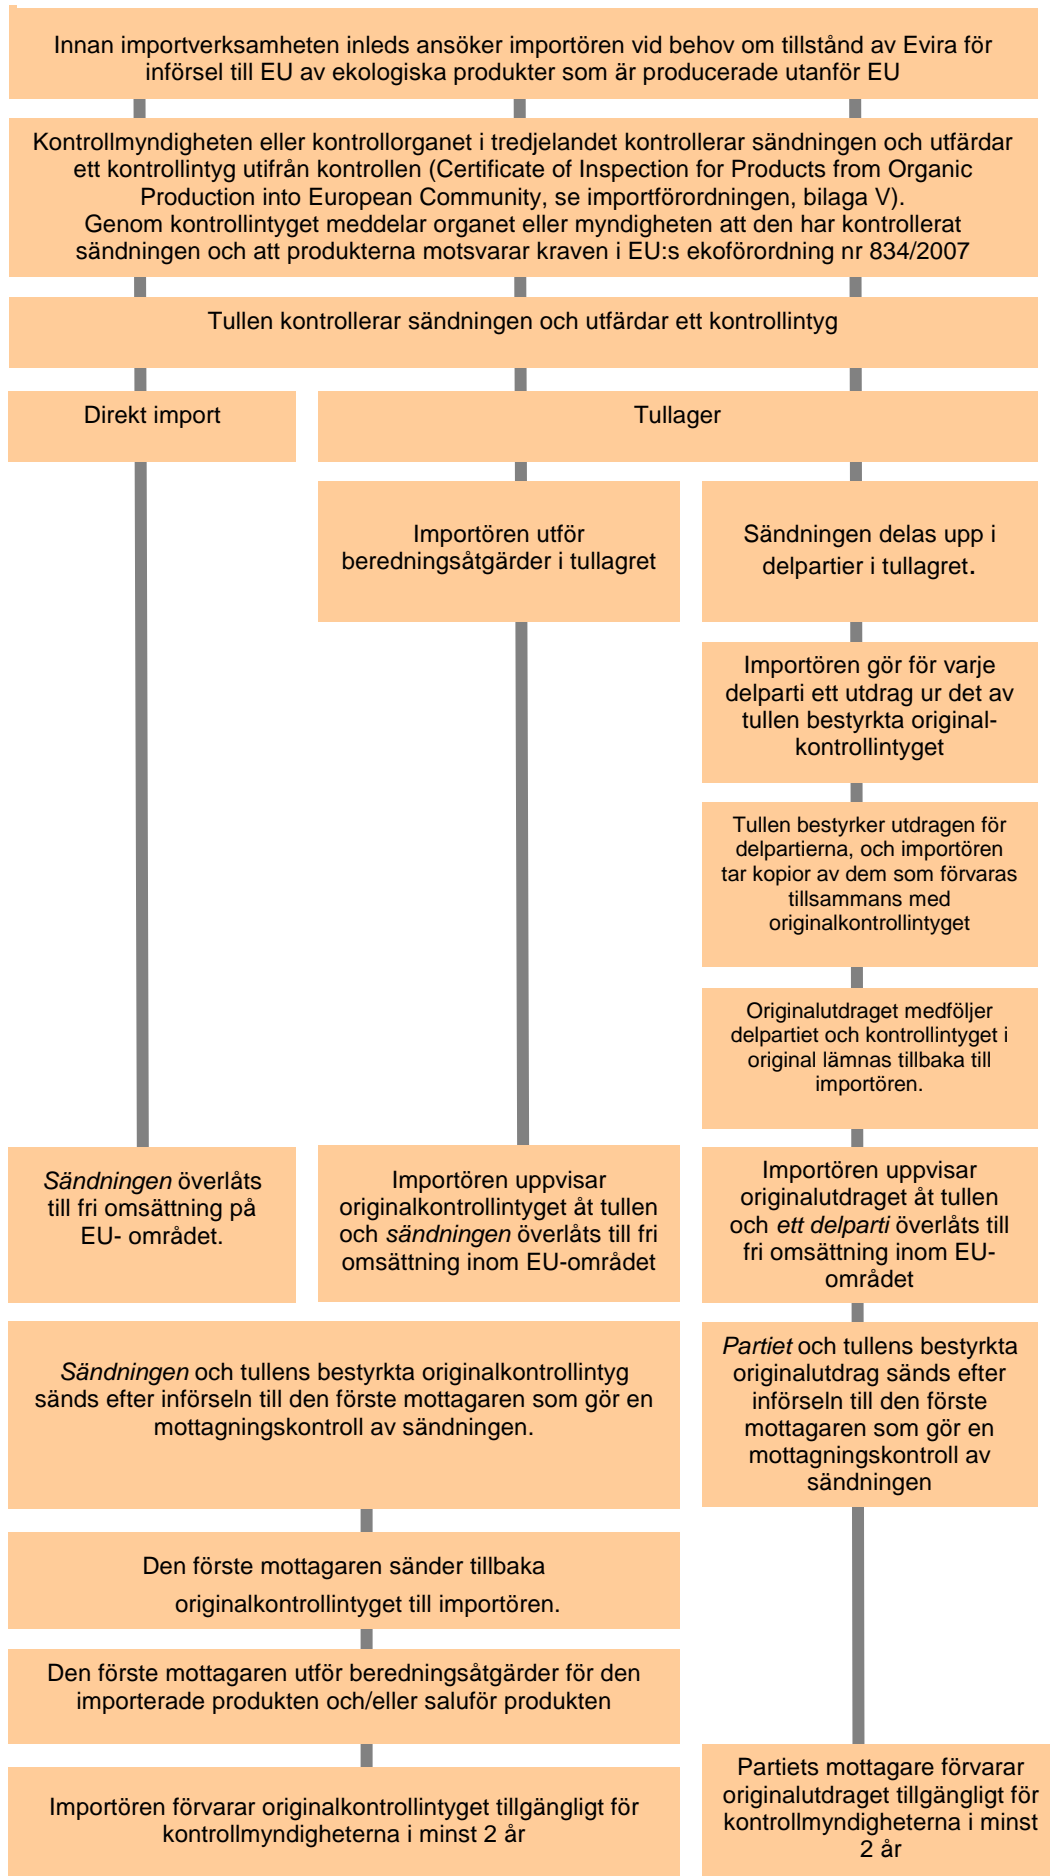 Innan importverksamheten inleds ansöker importören vid behov om tillstånd av Evira för
införsel till EU av ekologiska produkter som är producerade utanför EU
Kontrollmyndigheten eller kontrollorganet i tredjelandet kontrollerar sändningen och utfärdar
ett kontrollintyg utifrån kontrollen (Certificate of Inspection for Products from Organic
Production into European Community, se importförordningen, bilaga V).
Genom kontrollintyget meddelar organet eller myndigheten att den har kontrollerat
sändningen och att produkterna motsvarar kraven i EU:s ekoförordning nr 834/2007
Tullen kontrollerar sändningen och utfärdar ett kontrollintyg
Direkt import
Tullager
Importören utför
beredningsåtgärder i tullagret
Sändningen delas upp i
delpartier i tullagret.
Importören gör för varje
delparti ett utdrag ur det av
tullen bestyrkta original-
kontrollintyget
Tullen bestyrker utdragen för
delpartierna, och importören
tar kopior av dem som förvaras
tillsammans med
originalkontrollintyget
Originalutdraget medföljer
delpartiet och kontrollintyget i
original lämnas tillbaka till
importören.
Sändningen överlåts
till fri omsättning på
EU- området.
Importören uppvisar
originalkontrollintyget åt tullen
och sändningen överlåts till fri
omsättning inom EU-området
Importören uppvisar
originalutdraget åt tullen
och ett delparti överlåts till
fri omsättning inom EU-
området
Sändningen och tullens bestyrkta originalkontrollintyg
sänds efter införseln till den förste mottagaren som gör en
mottagningskontroll av sändningen.
Partiet och tullens bestyrkta
originalutdrag sänds efter
införseln till den förste
mottagaren som gör en
mottagningskontroll av
sändningen
Den förste mottagaren sänder tillbaka
originalkontrollintyget till importören.
Den förste mottagaren utför beredningsåtgärder för den
importerade produkten och/eller saluför produkten
Importören förvarar originalkontrollintyget tillgängligt för
kontrollmyndigheterna i minst 2 år
Partiets mottagare förvarar
originalutdraget tillgängligt för
kontrollmyndigheterna i minst
2 år